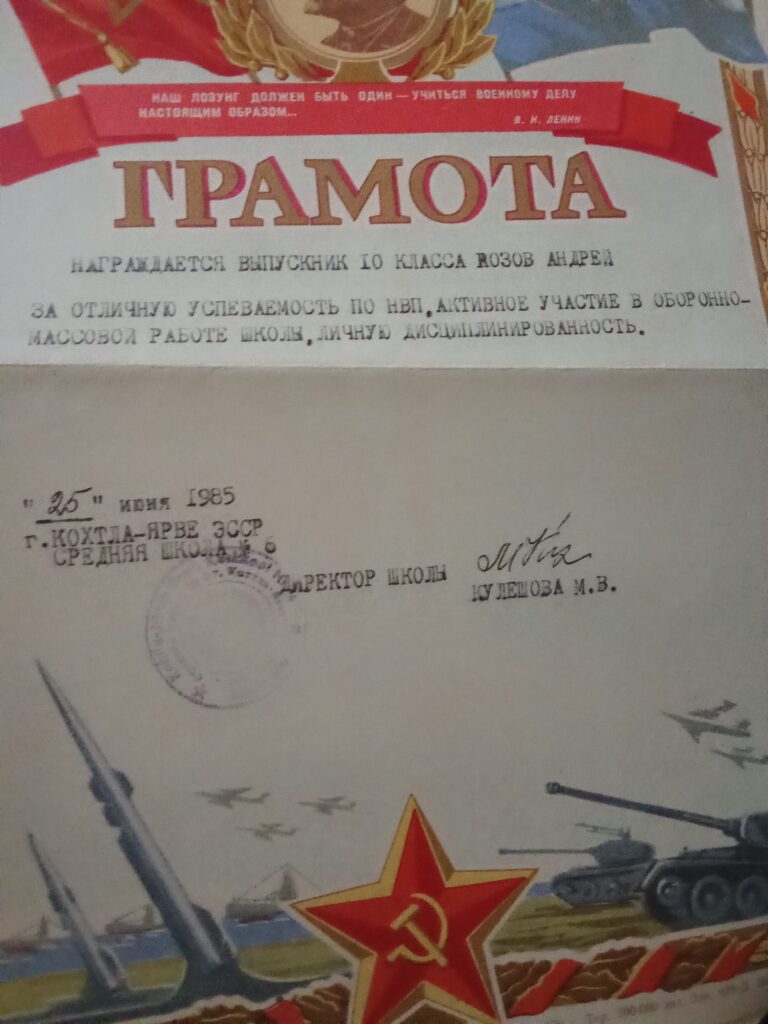 НАШ ЛОЗУНГ ДОЛЖЕН БЫТЬ ОДИН — УЧИТЬСЯ ВОЕННОМУ ДЕЛУ
НАСТОЯЩИМ ОБРАЗОМ...
В. И. ЛЕНИН
ГРАМОТА
НАГРАЖДАЕТСЯ ВЫПУСКНИК 10 КЛАССА РОЗОВ АНДРЕЙ
ЗА ОТЛИЧНУЮ УСПЕВАЕМОСТЬ ПО НВП, АКТИВНОЕ УЧАСТИЕ В ОБОРОННО-
МАССОВОЙ РАБОТЕ ШКОЛЫ, ЛИЧНУЮ ДИСЦИПЛИНИРОВАННОСТЬ.
"25" июня 1985
г. КОХТЛА-ЯРВЕ ЭССР
СРЕДНЯЯ ШКОЛА № 6
ДИРЕКТОР ШКОЛЫ
КУЛЕШОВА М.В.